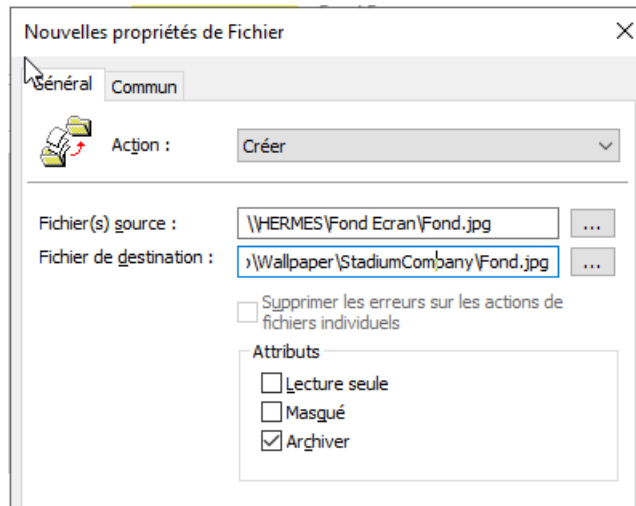 Nouvelles propriétés de Fichier
Général
Commun
Action :
Créer
Fichier(s) source :
\\HERMES\Fond Ecran\Fond.jpg
...
Fichier de destination :
\Wallpaper\StadiumCompany\Fond.jpg
...
Supprimer les erreurs sur les actions de
fichiers individuels
Attributs
Lecture seule
Masqué
Archiver